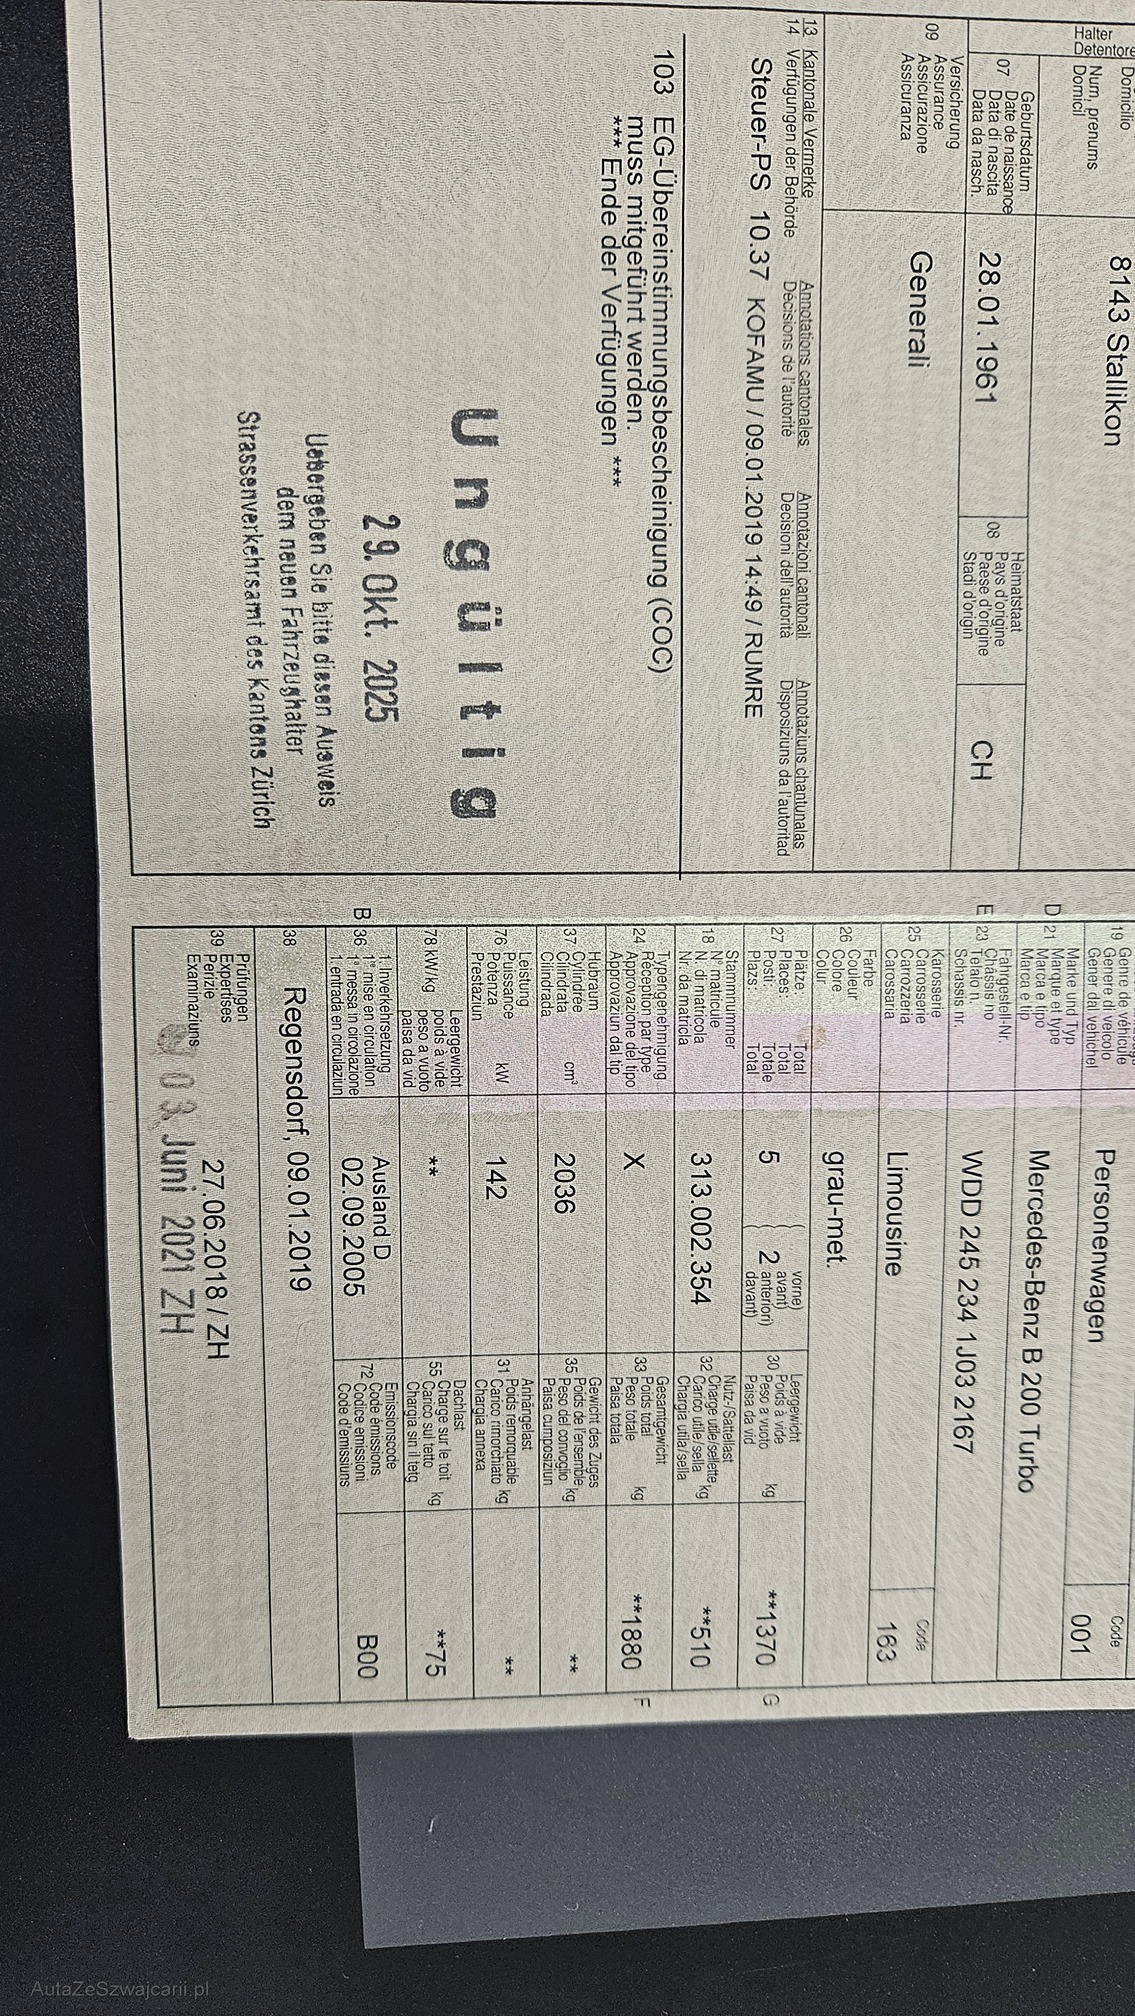 Halter
Detentore
Domicilio
Num, prenums
Domicil
8143 Stallikon
07
Geburtsdatum
Date de naissance
Data di nascita
Data da nasch.
28.01.1961
08
Heimatstaat
Pays d'origine
Paese d'origine
Stadi d'origin
CH
09
Versicherung
Assurance
Assicurazione
Assicuranza
Generali
13 Kantonale Vermerke Annotations cantonales Annotazioni cantonali Annotaziuns chantunalas
14 Verfügungen der Behörde Décisions de l'autorité Decisioni dell'autorità Disposiziuns da l'autoritad
Steuer-PS 10.37 KOFAMU / 09.01.2019 14:49 / RUMRE
103 EG-Übereinstimmungsbescheinigung (COC)
muss mitgeführt werden.
*** Ende der Verfügungen ***
Ungültig
29. Okt. 2025
Uebergeben Sie bitte diesen Ausweis
dem neuen Fahrzeughalter
Strassenverkehrsamt des Kantons Zürich
19
Genre de véhicule
Genere di veicolo
Gener dal vehichel
Personenwagen
Code
001
D 21
Marke und Typ
Marque et type
Marca e tipo
Marca e tip
Mercedes-Benz B 200 Turbo
E 23
Fahrgestell-Nr.
Châssis no
Telaio n.
Schassis nr.
WDD 245 234 1J03 2167
25
Karosserie
Carrosserie
Carrozzeria
Carossaria
Limousine
Code
163
26
Farbe
Couleur
Colore
Colur
grau-met.
27
Plätze: Total
Places: Total
Posti: Totale
Plazs: Total
5
2
vorne)
avant)
anteriori)
davant)
30
Leergewicht
Poids à vide
Peso a vuoto
Paisa da vid
kg
**1370
G
18
Stammnummer
N° matricule
N. di matricola
Nr. da matricla
313.002.354
32
Nutz-/Sattellast
Charge utile/sellette
Carico utile/sella
Chargia utila/sella
kg
**510
24
Typengenehmigung
Réception par type
Approvazione del tipo
Approvaziun dal tip
X
33
Gesamtgewicht
Poids total
Peso totale
Paisa totala
kg
**1880
F
37
Hubraum
Cylindrée
Cilindrata
Cilindrada
cm³
2036
35
Gewicht des Zuges
Poids de l'ensemble
Peso del convoglio
Paisa cumposiziun
kg
**
76
Leistung
Puissance
Potenza
Prestaziun
kW
142
31
Anhängelast
Poids remorquable
Carico rimorchiato
Chargia annexa
kg
**
78 kW/kg
Leergewicht
poids à vide
peso a vuoto
paisa da vid
**
55
Dachlast
Charge sur le toit
Carico sul tetto
Chargia sin il tetg
kg
**75
B 36
1. Inverkehrsetzung
1re mise en circulation
1a messa in circolazione
1. entrada en circulaziun
Ausland D
02.09.2005
72
Emissionscode
Code émissions
Codice emissioni
Code d'emissiuns
B00
38
Regensdorf, 09.01.2019
39
Prüfungen
Expertises
Perizie
Examinaziuns
27.06.2018 / ZH
03. Juni 2021 ZH
AutaZeSzwajcarii.pl